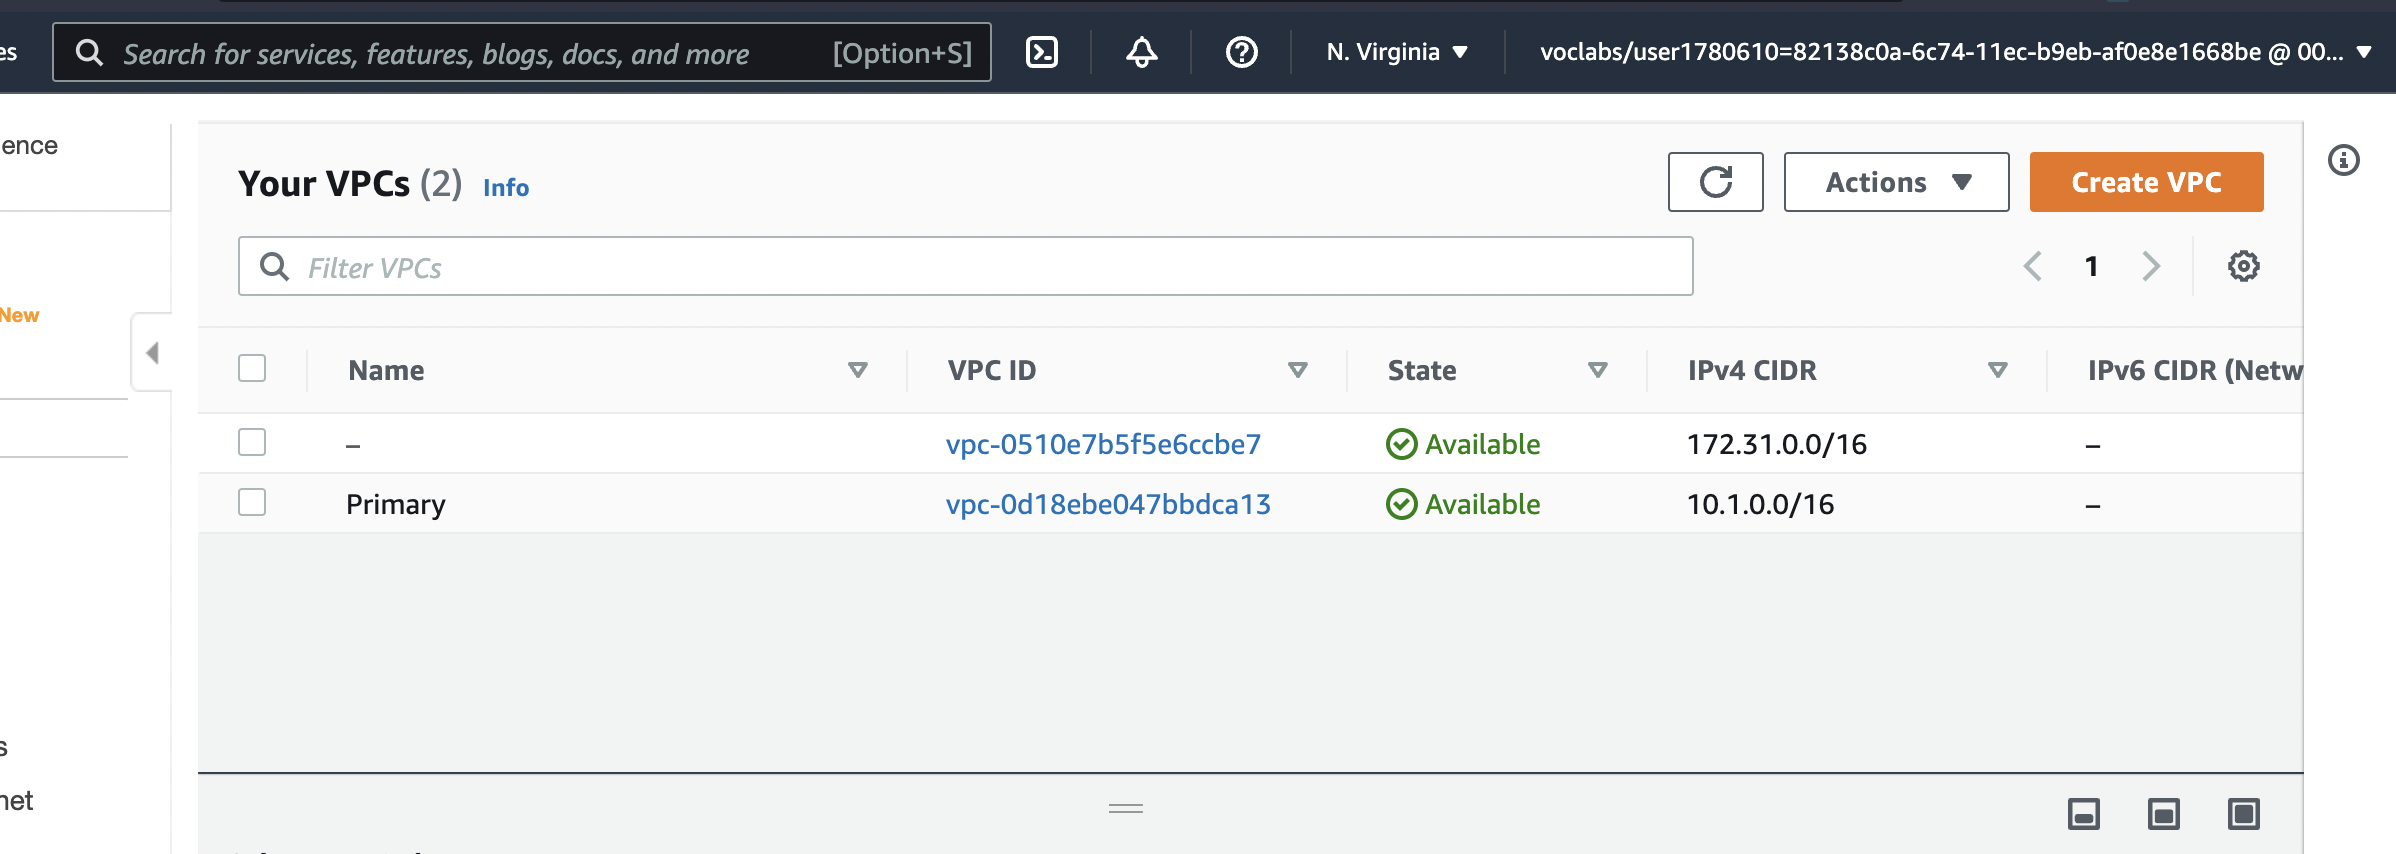 es Search for services, features, blogs, docs, and more [Option+S] N. Virginia voclabs/user1780610=82138c0a-6c74-11ec-b9eb-af0e8e1668be @ 00...
ence
Your VPCs (2) Info Actions Create VPC
Filter VPCs 1
New
Name VPC ID State IPv4 CIDR IPv6 CIDR (Netw
– vpc-0510e7b5f5e6ccbe7 Available 172.31.0.0/16 –
Primary vpc-0d18ebe047bbdca13 Available 10.1.0.0/16 –
s
net